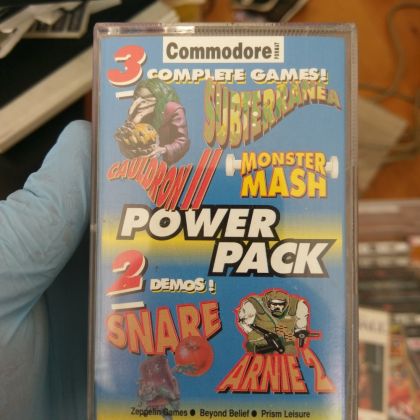 Commodore FORMAT
3 COMPLETE GAMES!
SUBTERRANEA
CAULDRON II
MONSTER MASH
POWER PACK
2 DEMOS!
SNARE
ARNIE 2
Zeppelin Games ● Beyond Belief ● Prism Leisure